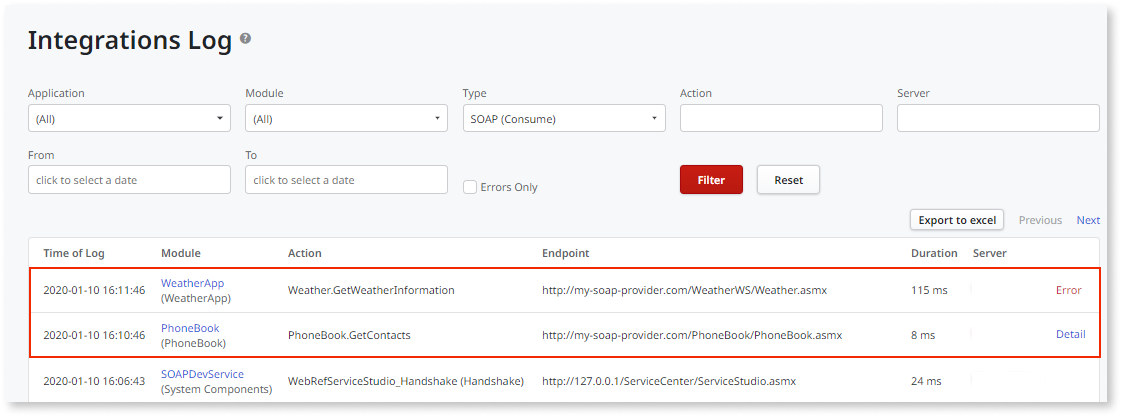 Integrations Log ?
Application Module Type Action Server
(All) (All) SOAP (Consume)
From To
click to select a date click to select a date Errors Only Filter Reset
Export to excel Previous Next
Time of Log Module Action Endpoint Duration Server
2020-01-10 16:11:46 WeatherApp (WeatherApp) Weather.GetWeatherInformation http://my-soap-provider.com/WeatherWS/Weather.asmx 115 ms Error
2020-01-10 16:10:46 PhoneBook (PhoneBook) PhoneBook.GetContacts http://my-soap-provider.com/PhoneBook/PhoneBook.asmx 8 ms Detail
2020-01-10 16:06:43 SOAPDevService (System Components) WebRefServiceStudio_Handshake (Handshake) http://127.0.0.1/ServiceCenter/ServiceStudio.asmx 24 ms